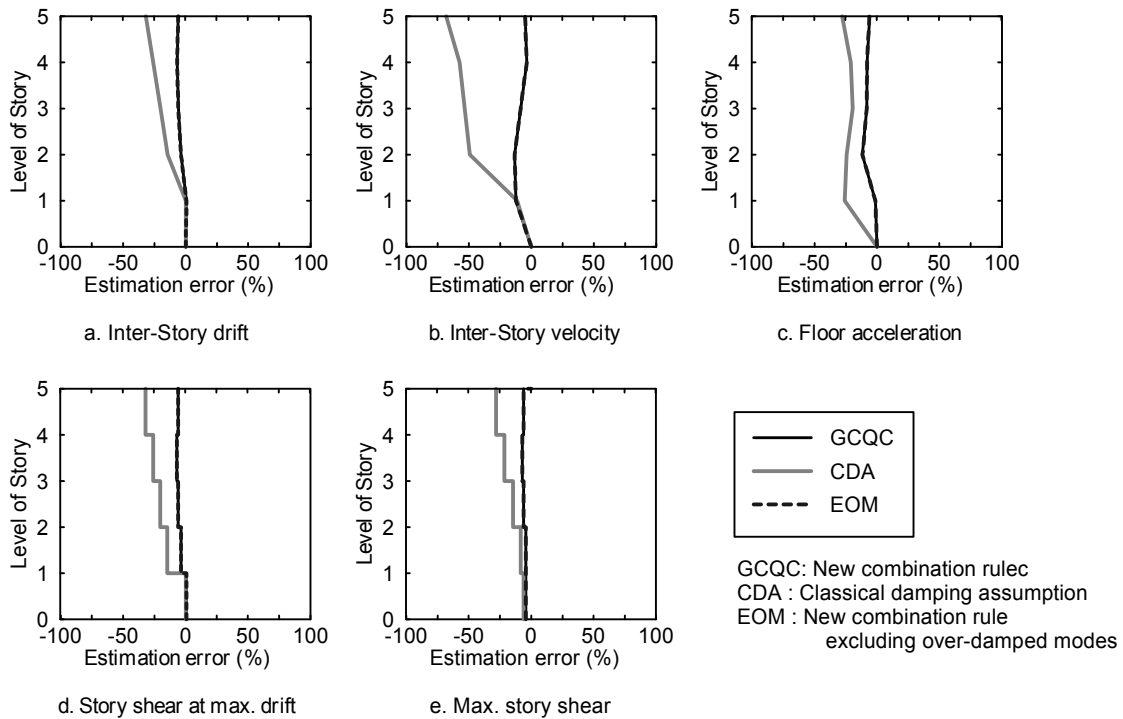 5
4
3
2
1
0
Level of Story
-100 -50 0 50 100
Estimation error (%)
a. Inter-Story drift
5
4
3
2
1
0
Level of Story
-100 -50 0 50 100
Estimation error (%)
b. Inter-Story velocity
5
4
3
2
1
0
Level of Story
-100 -50 0 50 100
Estimation error (%)
c. Floor acceleration
5
4
3
2
1
0
Level of Story
-100 -50 0 50 100
Estimation error (%)
d. Story shear at max. drift
5
4
3
2
1
0
Level of Story
-100 -50 0 50 100
Estimation error (%)
e. Max. story shear
GCQC
CDA
EOM
GCQC: New combination rulec
CDA : Classical damping assumption
EOM : New combination rule
excluding over-damped modes